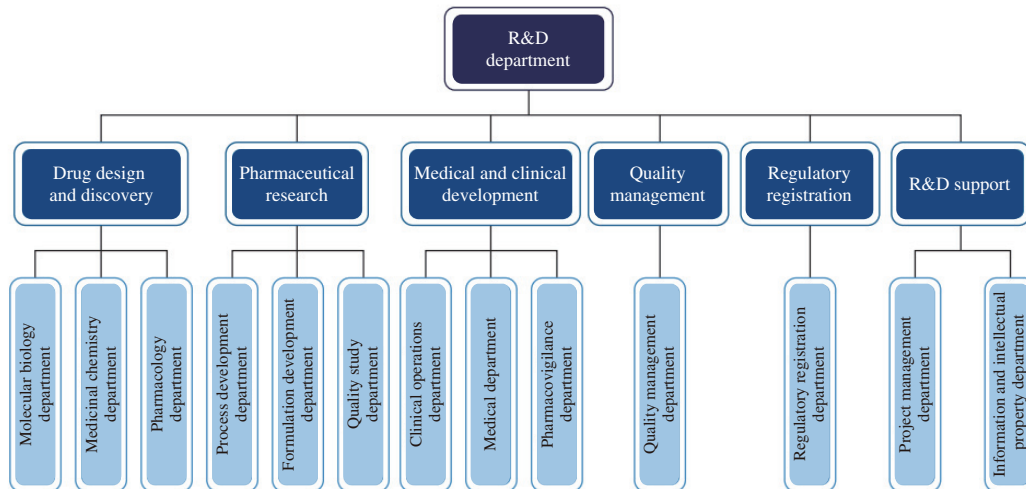 R&D
department
Drug design
and discovery
Pharmaceutical
research
Medical and clinical
development
Quality
management
Regulatory
registration
R&D support
Molecular biology
department
Medicinal chemistry
department
Pharmacology
department
Process development
department
Formulation development
department
Quality study
department
Clinical operations
department
Medical department
Pharmacovigilance
department
Quality management
department
Regulatory registration
department
Project management
department
Information and intellectual
property department